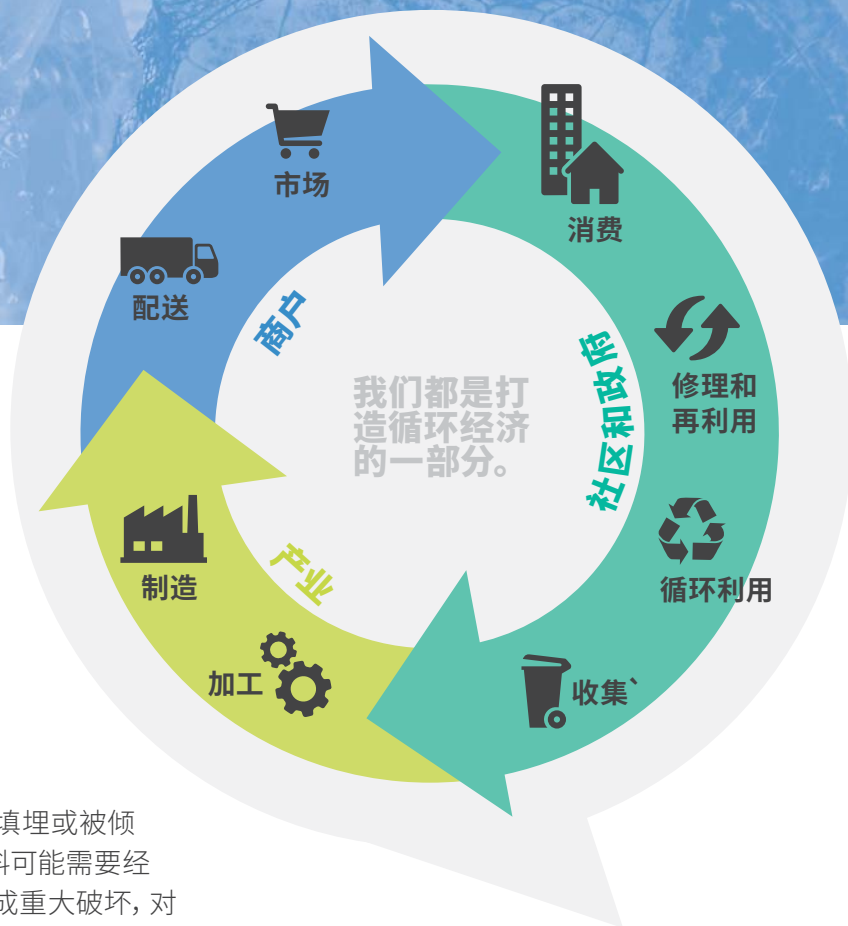 市场
消费
配送
商户
修理和
再利用
社区和政府
我们都是打
造循环经济
的一部分。
循环利用
制造
产业
加工
收集`
填埋或被倾
料可能需要经
成重大破坏，对